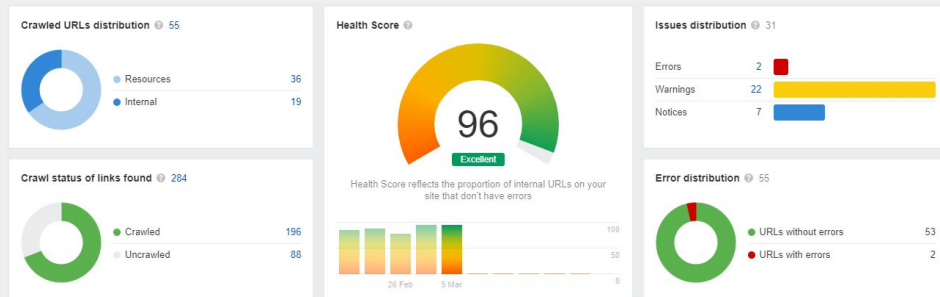 Crawled URLs distribution ? 55
Resources 36
Internal 19
Crawl status of links found ? 284
Crawled 196
Uncrawled 88
Health Score ?
96
Excellent
Health Score reflects the proportion of internal URLs on your
site that don't have errors
100
50
0
26 Feb 5 Mar
Issues distribution ? 31
Errors 2
Warnings 22
Notices 7
Error distribution ? 55
URLs without errors 53
URLs with errors 2